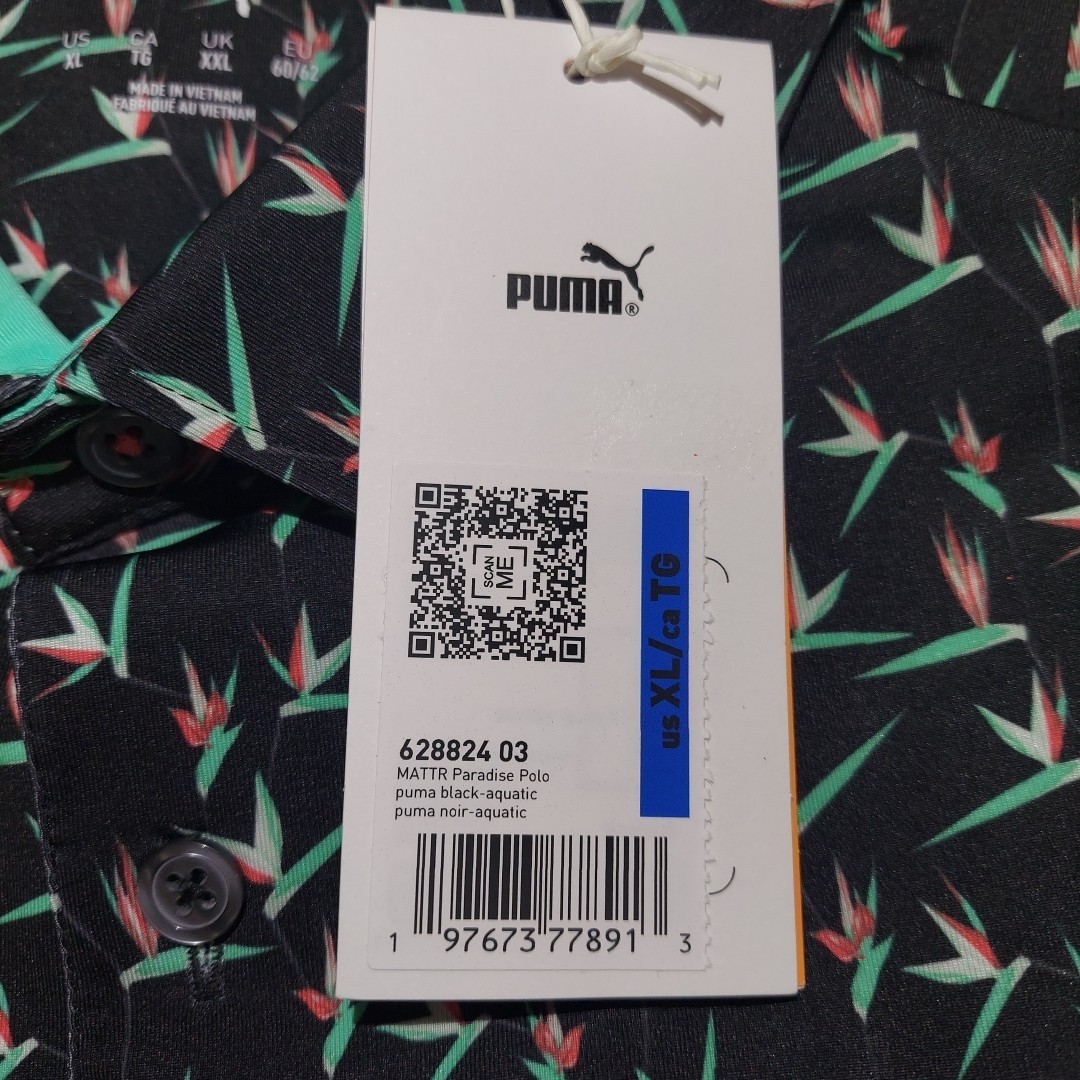 US CA UK EU
XL TG XXL 60/62
MADE IN VIETNAM
FABRIQUÉ AU VIETNAM
PUMA®
SCAN
ME
us XL/ca TG
628824 03
MATTR Paradise Polo
puma black-aquatic
puma noir-aquatic
1 97673 77891 3